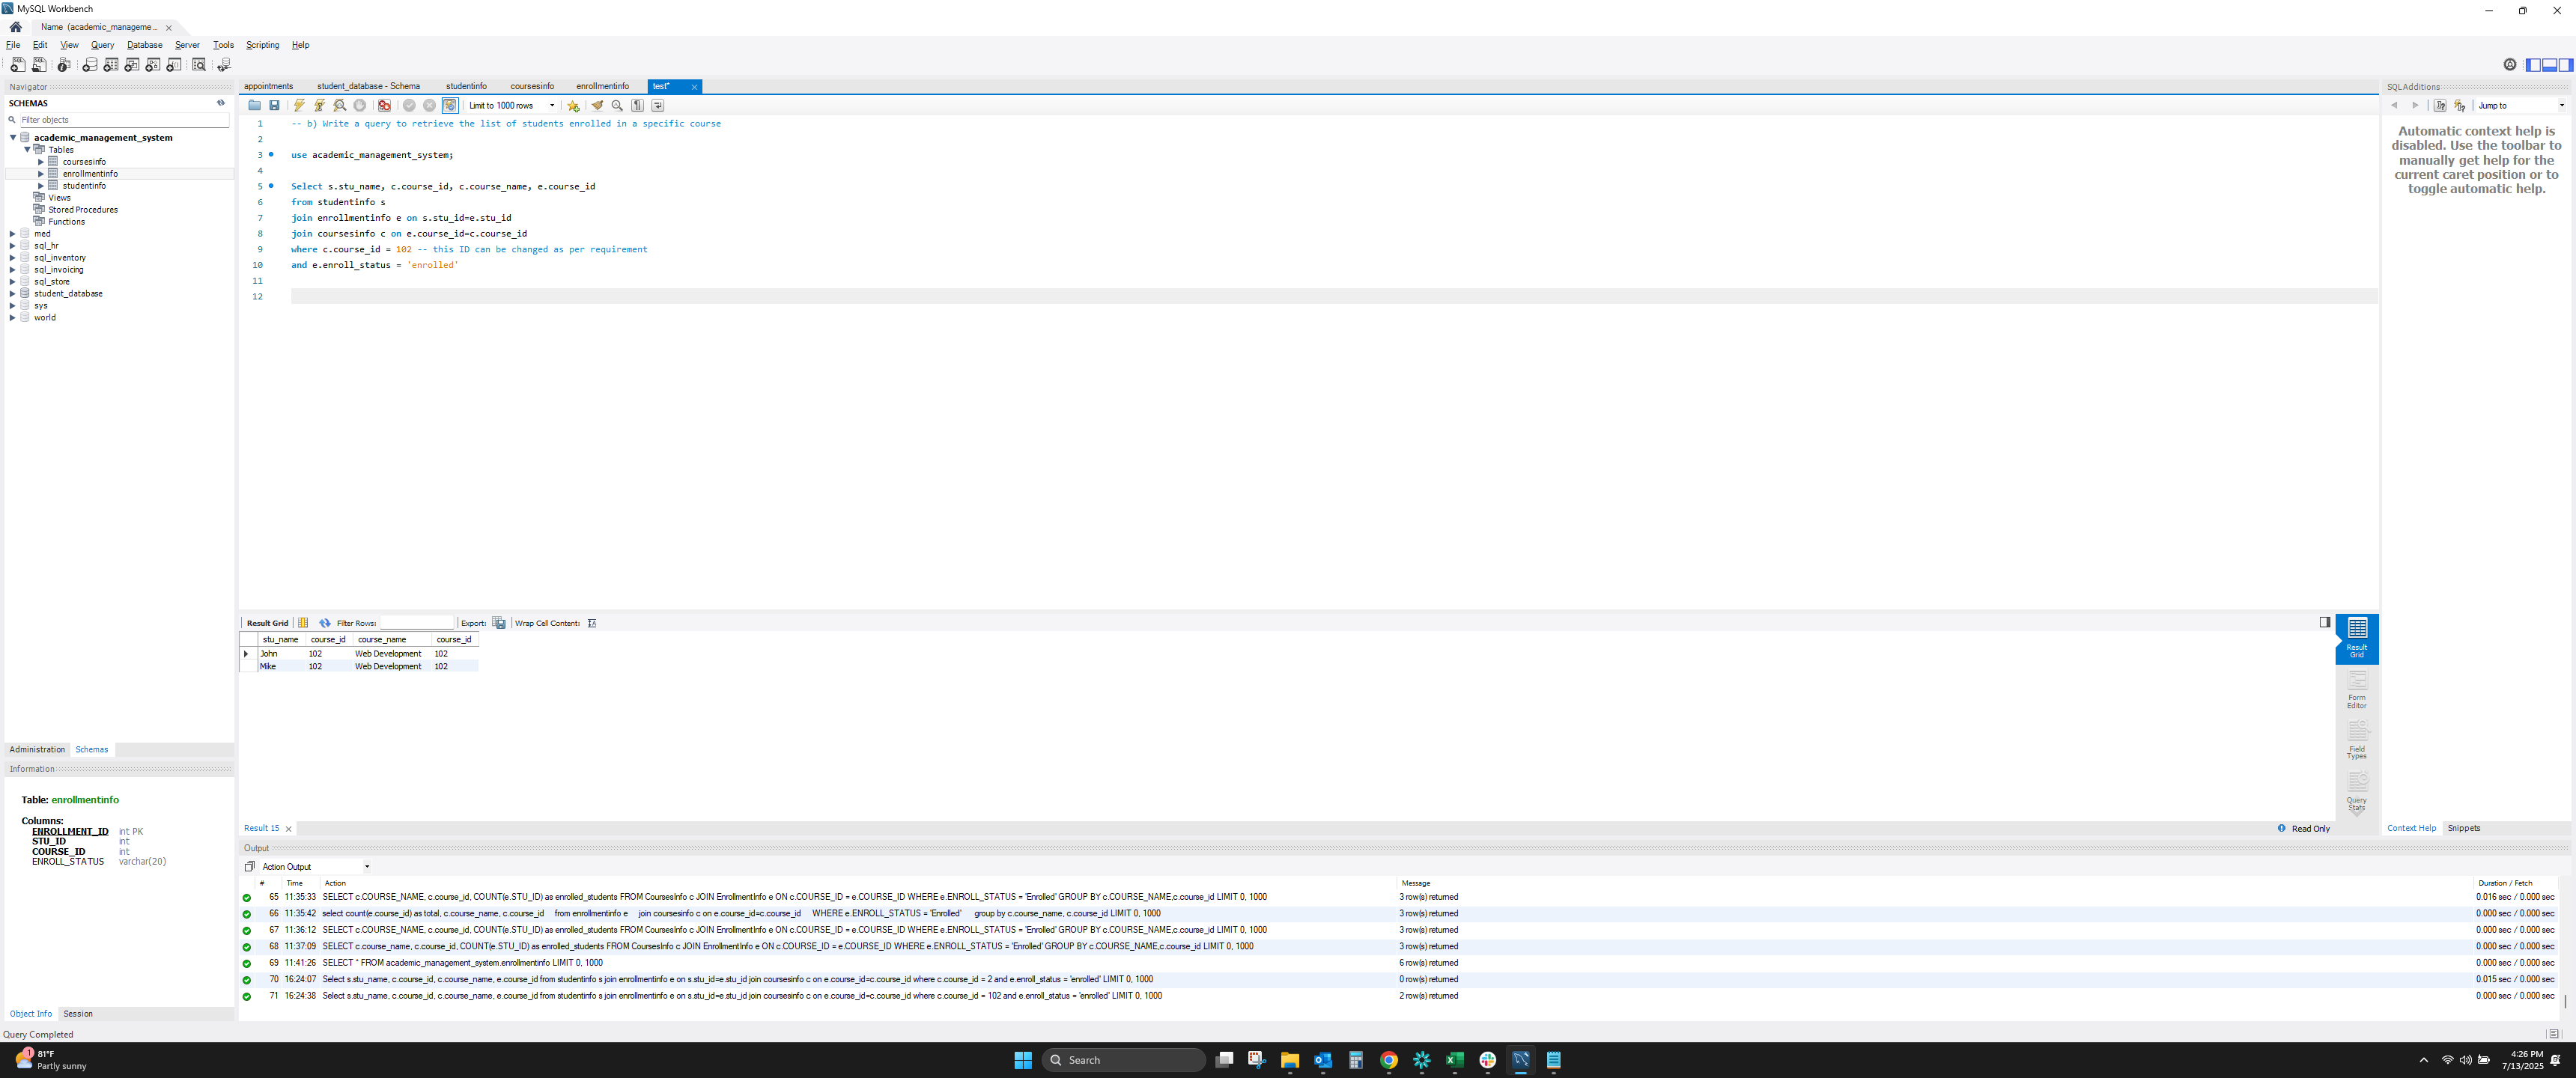 MySQL Workbench
Name (academic_manageme...
File Edit View Query Database Server Tools Scripting Help
Navigator
SCHEMAS
Filter objects
academic_management_system
Tables
coursesinfo
enrollmentinfo
studentinfo
Views
Stored Procedures
Functions
med
sql_hr
sql_inventory
sql_invoicing
sql_store
student_database
sys
world
Administration Schemas
Information
Table: enrollmentinfo
Columns:
ENROLLMENT_ID int PK
STU_ID int
COURSE_ID int
ENROLL_STATUS varchar(20)
Object Info Session
appointments student_database - Schema studentinfo coursesinfo enrollmentinfo test*
Limit to 1000 rows
1 -- b) Write a query to retrieve the list of students enrolled in a specific course
2
3 use academic_management_system;
4
5 Select s.stu_name, c.course_id, c.course_name, e.course_id
6 from studentinfo s
7 join enrollmentinfo e on s.stu_id=e.stu_id
8 join coursesinfo c on e.course_id=c.course_id
9 where c.course_id = 102 -- this ID can be changed as per requirement
10 and e.enroll_status = 'enrolled'
11
12
Result Grid Filter Rows: Export: Wrap Cell Content:
stu_name course_id course_name course_id
John 102 Web Development 102
Mike 102 Web Development 102
Result Grid
Form Editor
Field Types
Query Stats
Result 15
Read Only
Output
Action Output
# Time Action Message Duration / Fetch
65 11:35:33 SELECT c.COURSE_NAME, c.course_id, COUNT(e.STU_ID) as enrolled_students FROM CoursesInfo c JOIN EnrollmentInfo e ON c.COURSE_ID = e.COURSE_ID WHERE e.ENROLL_STATUS = 'Enrolled' GROUP BY c.COURSE_NAME,c.course_id LIMIT 0, 1000 3 row(s) returned 0.016 sec / 0.000 sec
66 11:35:42 select count(e.course_id) as total, c.course_name, c.course_id from enrollmentinfo e join coursesinfo c on e.course_id=c.course_id WHERE e.ENROLL_STATUS = 'Enrolled' group by c.course_name, c.course_id LIMIT 0, 1000 3 row(s) returned 0.000 sec / 0.000 sec
67 11:36:12 SELECT c.COURSE_NAME, c.course_id, COUNT(e.STU_ID) as enrolled_students FROM CoursesInfo c JOIN EnrollmentInfo e ON c.COURSE_ID = e.COURSE_ID WHERE e.ENROLL_STATUS = 'Enrolled' GROUP BY c.COURSE_NAME,c.course_id LIMIT 0, 1000 3 row(s) returned 0.000 sec / 0.000 sec
68 11:37:09 SELECT c.course_name, c.course_id, COUNT(e.STU_ID) as enrolled_students FROM CoursesInfo c JOIN EnrollmentInfo e ON c.COURSE_ID = e.COURSE_ID WHERE e.ENROLL_STATUS = 'Enrolled' GROUP BY c.COURSE_NAME,c.course_id LIMIT 0, 1000 3 row(s) returned 0.000 sec / 0.000 sec
69 11:41:26 SELECT * FROM academic_management_system.enrollmentinfo LIMIT 0, 1000 6 row(s) returned 0.000 sec / 0.000 sec
70 16:24:07 Select s.stu_name, c.course_id, c.course_name, e.course_id from studentinfo s join enrollmentinfo e on s.stu_id=e.stu_id join coursesinfo c on e.course_id=c.course_id where c.course_id = 2 and e.enroll_status = 'enrolled' LIMIT 0, 1000 0 row(s) returned 0.015 sec / 0.000 sec
71 16:24:38 Select s.stu_name, c.course_id, c.course_name, e.course_id from studentinfo s join enrollmentinfo e on s.stu_id=e.stu_id join coursesinfo c on e.course_id=c.course_id where c.course_id = 102 and e.enroll_status = 'enrolled' LIMIT 0, 1000 2 row(s) returned 0.000 sec / 0.000 sec
SQLAdditions
Jump to
Automatic context help is
disabled. Use the toolbar to
manually get help for the
current caret position or to
toggle automatic help.
Context Help Snippets
Query Completed
1
81°F
Partly sunny
Search
4:26 PM
7/13/2025